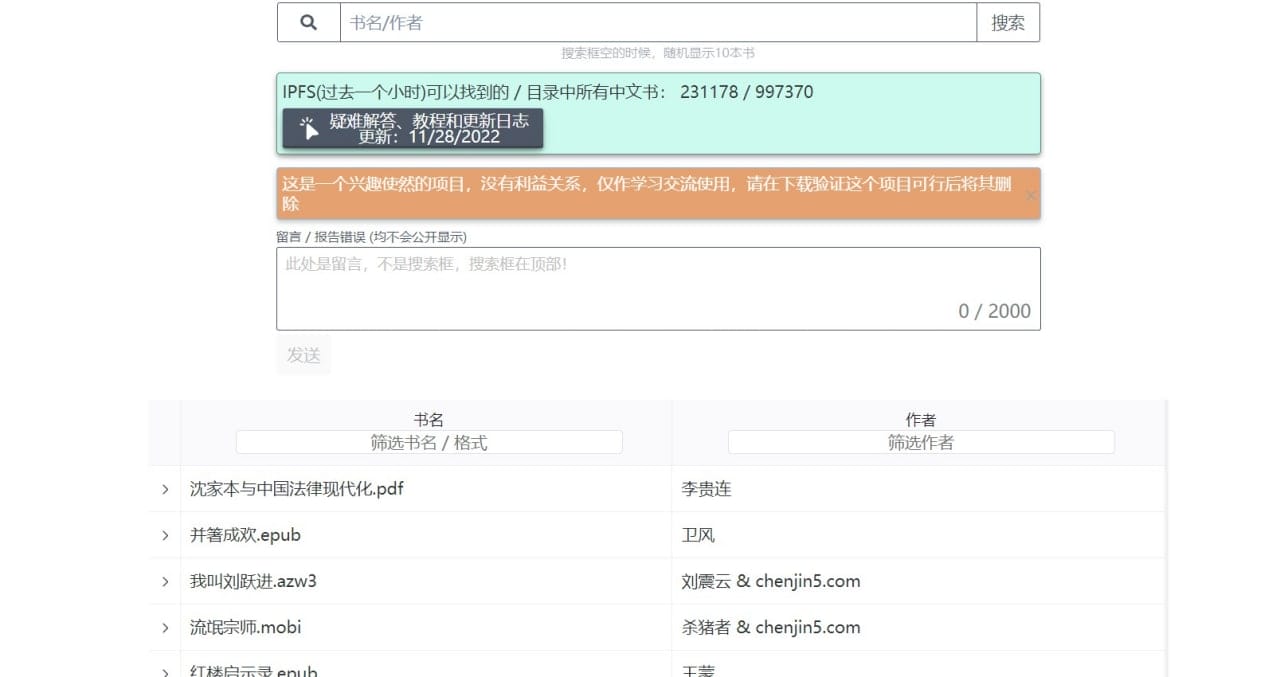 书名/作者
搜索
搜索框空的时候，随机显示10本书
IPFS(过去一个小时)可以找到的 / 目录中所有中文书： 231178 / 997370
疑难解答、教程和更新日志
更新：11/28/2022
这是一个兴趣使然的项目，没有利益关系，仅作学习交流使用，请在下载验证这个项目可行后将其删
除
留言 / 报告错误 (均不会公开显示)
此处是留言，不是搜索框，搜索框在顶部！
0 / 2000
发送
书名 作者
筛选书名 / 格式 筛选作者
沈家本与中国法律现代化.pdf 李贵连
并箸成欢.epub 卫风
我叫刘跃进.azw3 刘震云 & chenjin5.com
流氓宗师.mobi 杀猪者 & chenjin5.com
红楼启示录.epub 王蒙